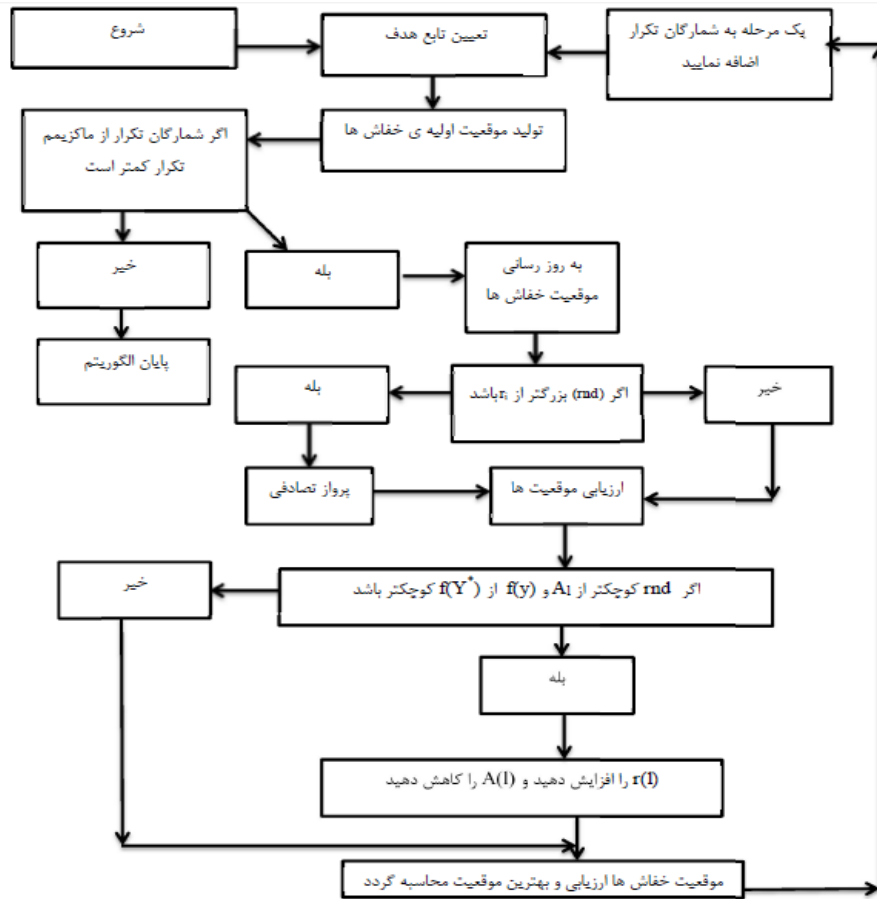 شروع
تعیین تابع هدف
یک مرحله به شمارگان تکرار
اضافه نمایید
تولید موقعیت اولیه ی خفاش ها
اگر شمارگان تکرار از ماکزیمم
تکرار کمتر است
خیر
بله
به روز رسانی
موقعیت خفاش ها
پایان الگوریتم
اگر (rnd) بزرگتر از rᵢ باشد
بله
خیر
پرواز تصادفی
ارزیابی موقعیت ها
اگر rnd کوچکتر از A₁ و f(y) از f(Y*) کوچکتر باشد
خیر
بله
r(l) را افزایش دهید و A(l) را کاهش دهید
موقعیت خفاش ها ارزیابی و بهترین موقعیت محاسبه گردد